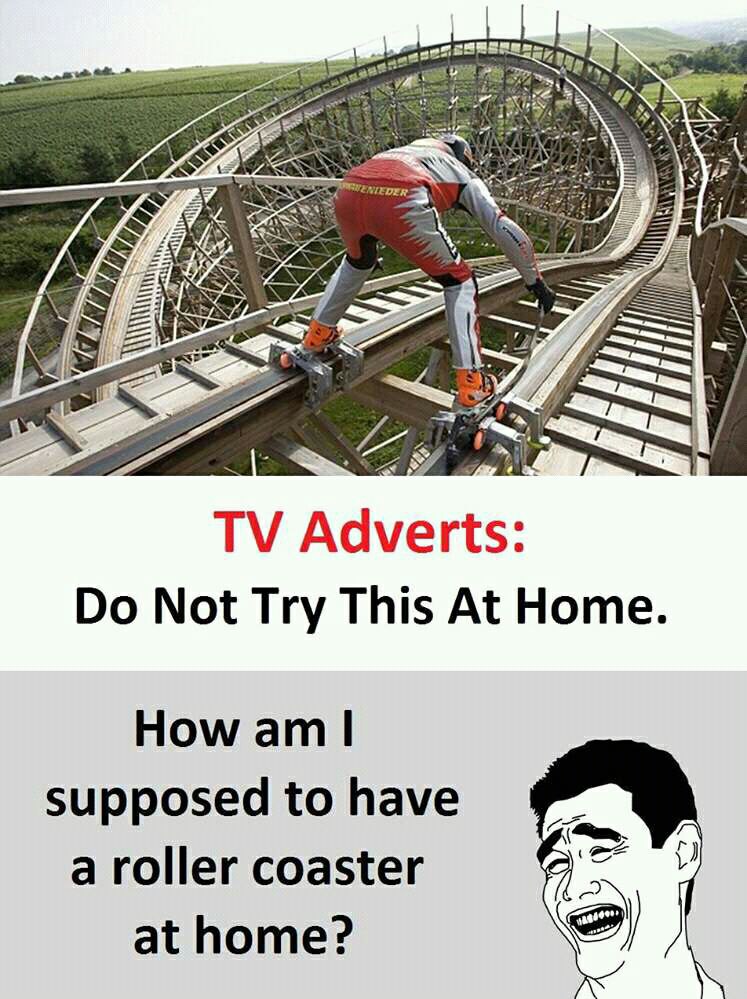 TV Adverts:
Do Not Try This At Home.
How am I
supposed to have
a roller coaster
at home?